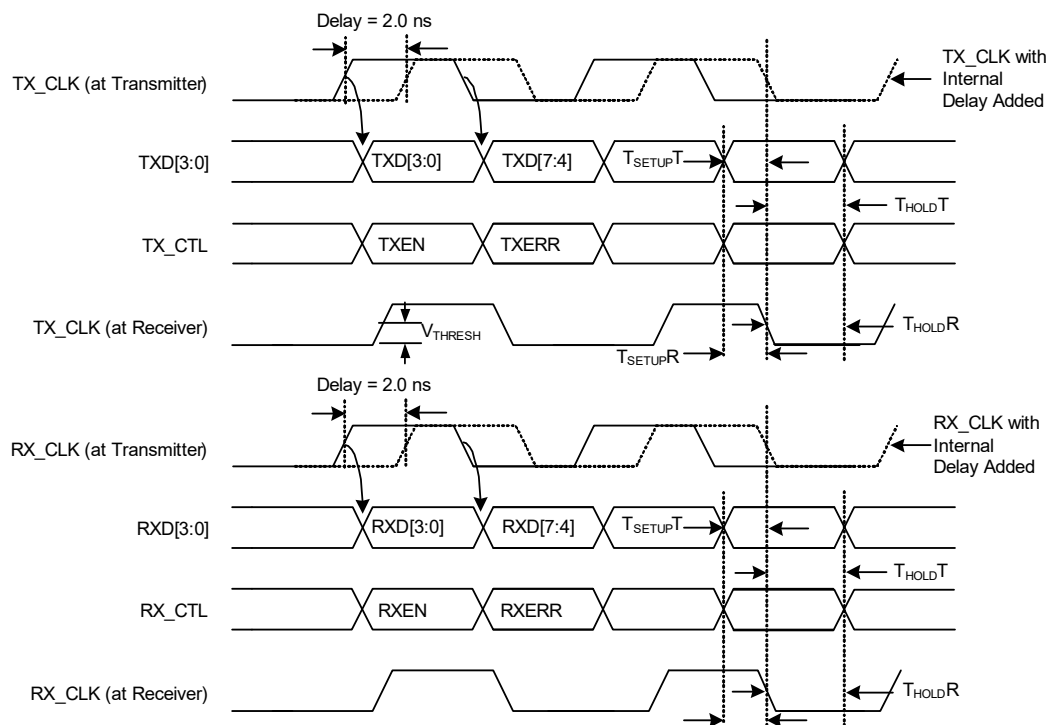 Delay = 2.0 ns
TX_CLK (at Transmitter)
TX_CLK with
Internal
Delay Added
TXD[3:0]
TXD[3:0]
TXD[7:4]
TSETUPT
THOLDT
TX_CTL
TXEN
TXERR
TX_CLK (at Receiver)
VTHRESH
THOLDR
TSETUPR
Delay = 2.0 ns
RX_CLK (at Transmitter)
RX_CLK with
Internal
Delay Added
RXD[3:0]
RXD[3:0]
RXD[7:4]
TSETUPT
THOLDT
RX_CTL
RXEN
RXERR
RX_CLK (at Receiver)
THOLDR